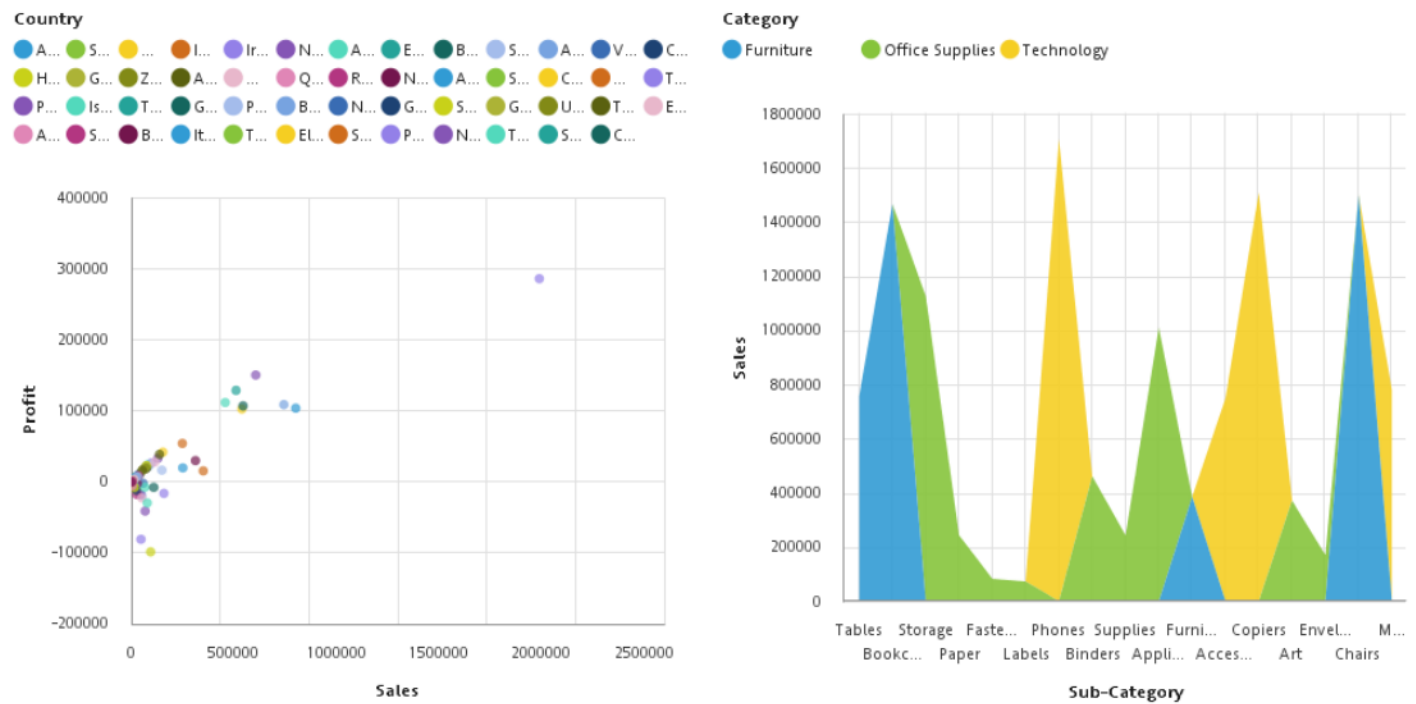 Country
A... S... ... I... Ir... N... A... E... B... S... A... V... C...
H... G... Z... A... ... Q... R... N... A... S... C... ... T...
P... Is... T... G... P... B... N... G... S... G... U... T... E...
A... S... B... It... T... El... S... P... N... T... S... C...
400000
300000
200000
100000
0
-100000
-200000
0 500000 1000000 1500000 2000000 2500000
Profit
Sales
Category
Furniture Office Supplies Technology
1800000
1600000
1400000
1200000
1000000
800000
600000
400000
200000
0
Sales
Tables Storage Faste... Phones Supplies Furni... Copiers Envel... M...
Bookc... Paper Labels Binders Appli... Acces... Art Chairs
Sub-Category